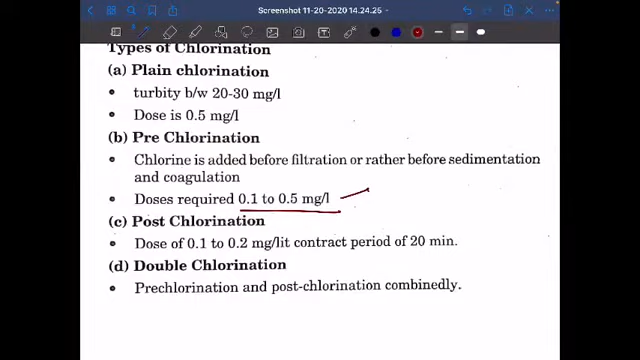 Screenshot 11-20-2020 14.24.25
Types of Chlorination
(a) Plain chlorination
• turbity b/w 20-30 mg/l
• Dose is 0.5 mg/l
(b) Pre Chlorination
• Chlorine is added before filtration or rather before sedimentation
and coagulation
• Doses required 0.1 to 0.5 mg/l
(c) Post Chlorination
• Dose of 0.1 to 0.2 mg/lit contract period of 20 min.
(d) Double Chlorination
• Prechlorination and post-chlorination combinedly.